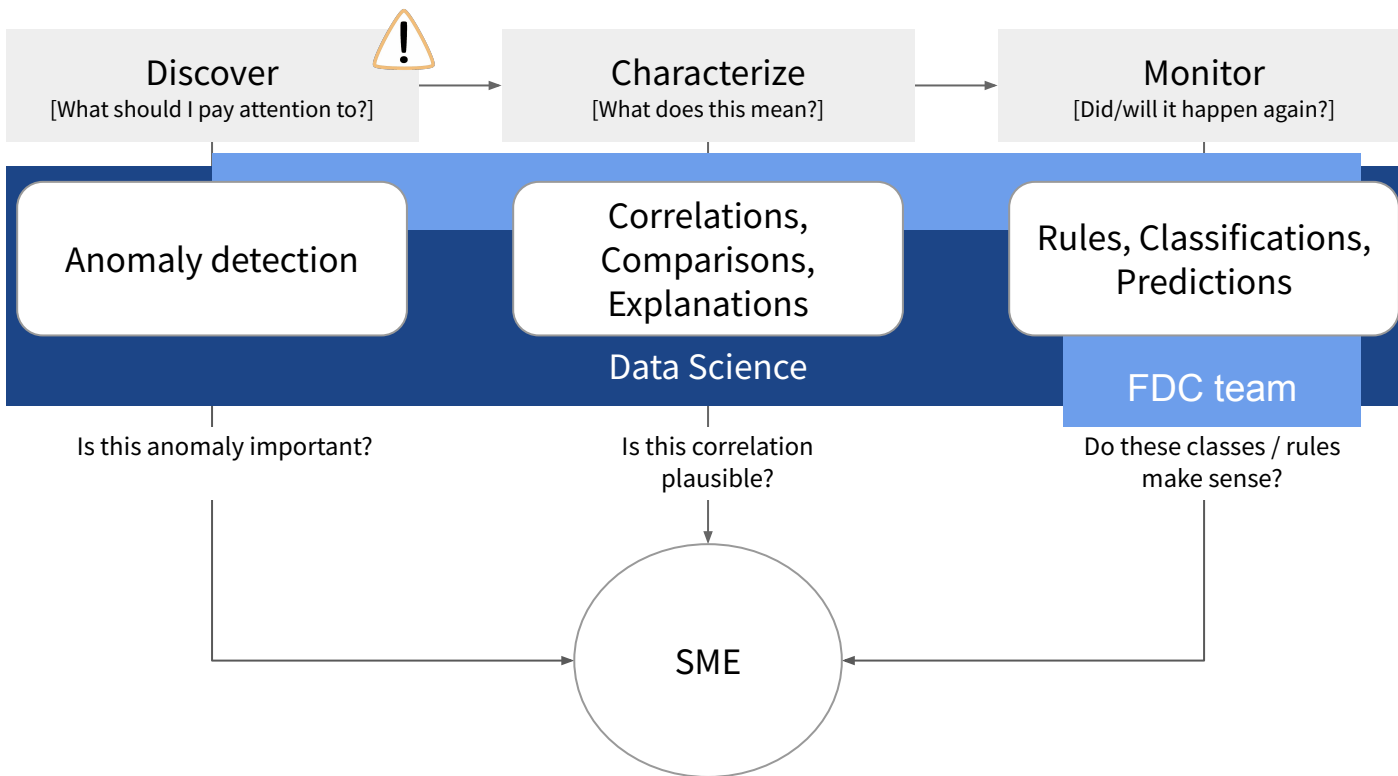 !
Discover
[What should I pay attention to?]
Characterize
[What does this mean?]
Monitor
[Did/will it happen again?]
Anomaly detection
Correlations,
Comparisons,
Explanations
Rules, Classifications,
Predictions
Data Science
FDC team
Is this anomaly important?
Is this correlation
plausible?
Do these classes / rules
make sense?
SME